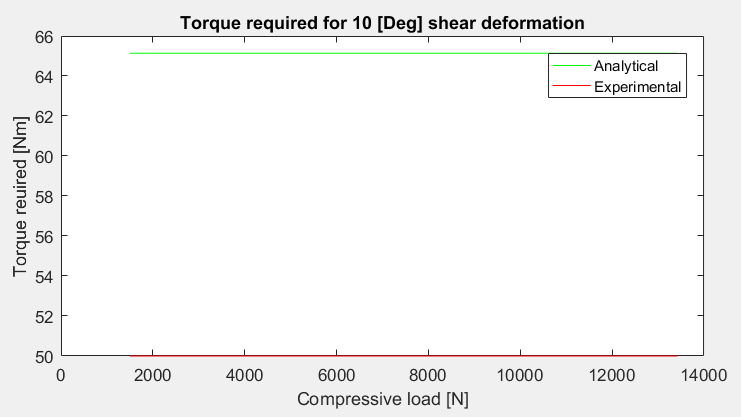 Torque required for 10 [Deg] shear deformation
66
64
62
60
58
56
54
52
50
Torque reuired [Nm]
Analytical
Experimental
0 2000 4000 6000 8000 10000 12000 14000
Compressive load [N]